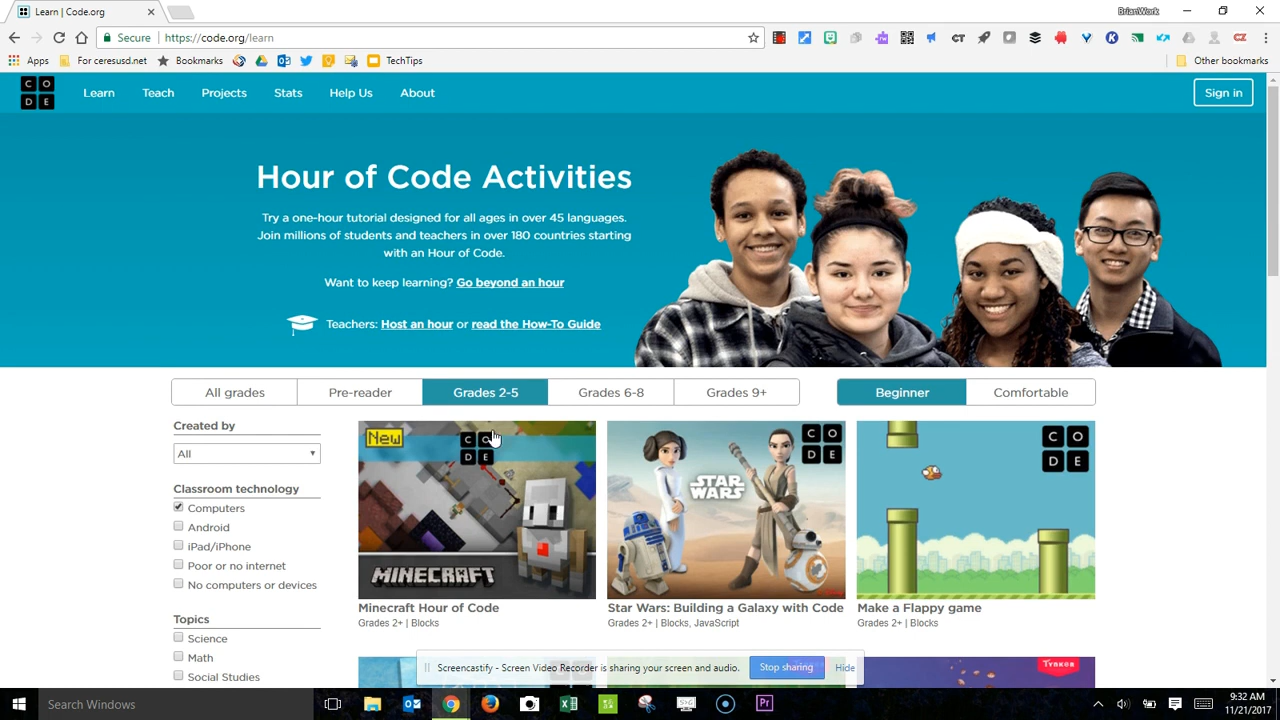 Learn | Code.org
BrianWork
Secure
https://code.org/learn
Apps
For ceresusd.net
Bookmarks
TechTips
Other bookmarks
C O
D E
Learn
Teach
Projects
Stats
Help Us
About
Sign in
Hour of Code Activities
Try a one-hour tutorial designed for all ages in over 45 languages.
Join millions of students and teachers in over 180 countries starting
with an Hour of Code.
Want to keep learning? Go beyond an hour
Teachers: Host an hour or read the How-To Guide
All grades
Pre-reader
Grades 2-5
Grades 6-8
Grades 9+
Beginner
Comfortable
Created by
All
Classroom technology
Computers
Android
iPad/iPhone
Poor or no internet
No computers or devices
Topics
Science
Math
Social Studies
New
C O
D E
MINECRAFT
Minecraft Hour of Code
Grades 2+ | Blocks
STAR
WARS
C O
D E
Star Wars: Building a Galaxy with Code
Grades 2+ | Blocks, JavaScript
C O
D E
Make a Flappy game
Grades 2+ | Blocks
Tynker
Screencastify - Screen Video Recorder is sharing your screen and audio.
Stop sharing
Hide
Search Windows
9:32 AM
11/21/2017